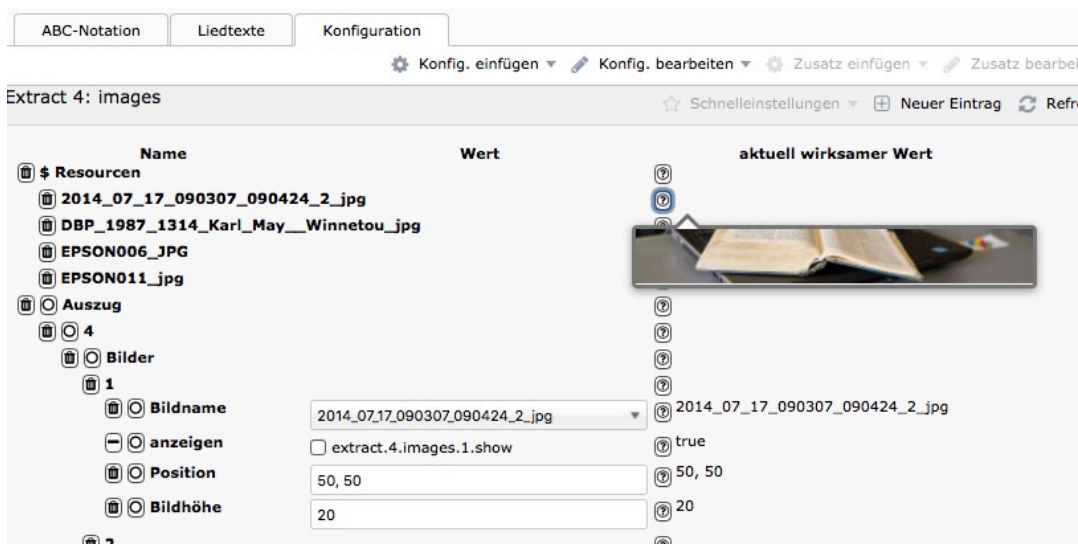 ABC-Notation Liedtexte Konfiguration
Konfig. einfügen Konfig. bearbeiten Zusatz einfügen Zusatz bearbei
Extract 4: images Schnelleinstellungen Neuer Eintrag Refr
Name Wert aktuell wirksamer Wert
$ Resourcen
2014_07_17_090307_090424_2_jpg
DBP_1987_1314_Karl_May__Winnetou_jpg
EPSON006_JPG
EPSON011_jpg
Auszug
4
Bilder
1
Bildname 2014_07_17_090307_090424_2_jpg 2014_07_17_090307_090424_2_jpg
anzeigen extract.4.images.1.show true
Position 50, 50 50, 50
Bildhöhe 20 20
2